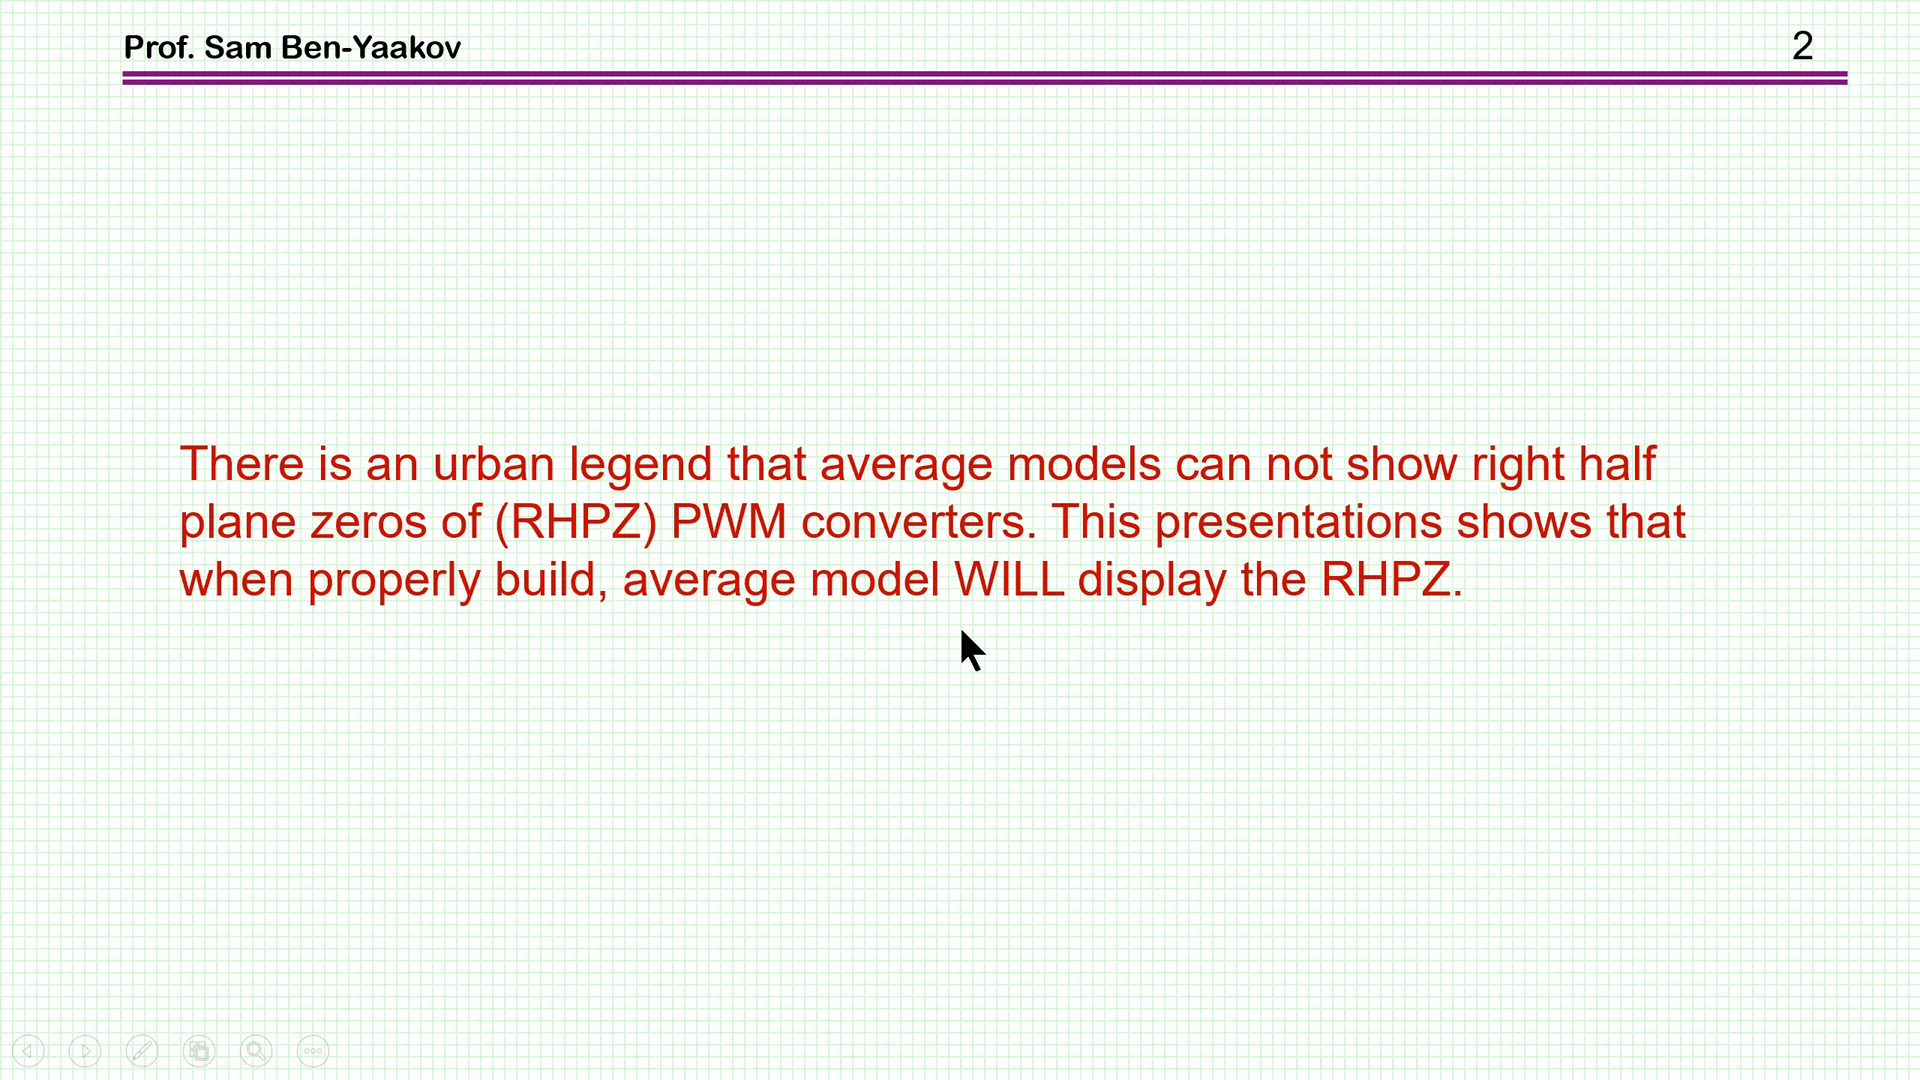 Prof. Sam Ben-Yaakov
2
There is an urban legend that average models can not show right half
plane zeros of (RHPZ) PWM converters. This presentations shows that
when properly build, average model WILL display the RHPZ.